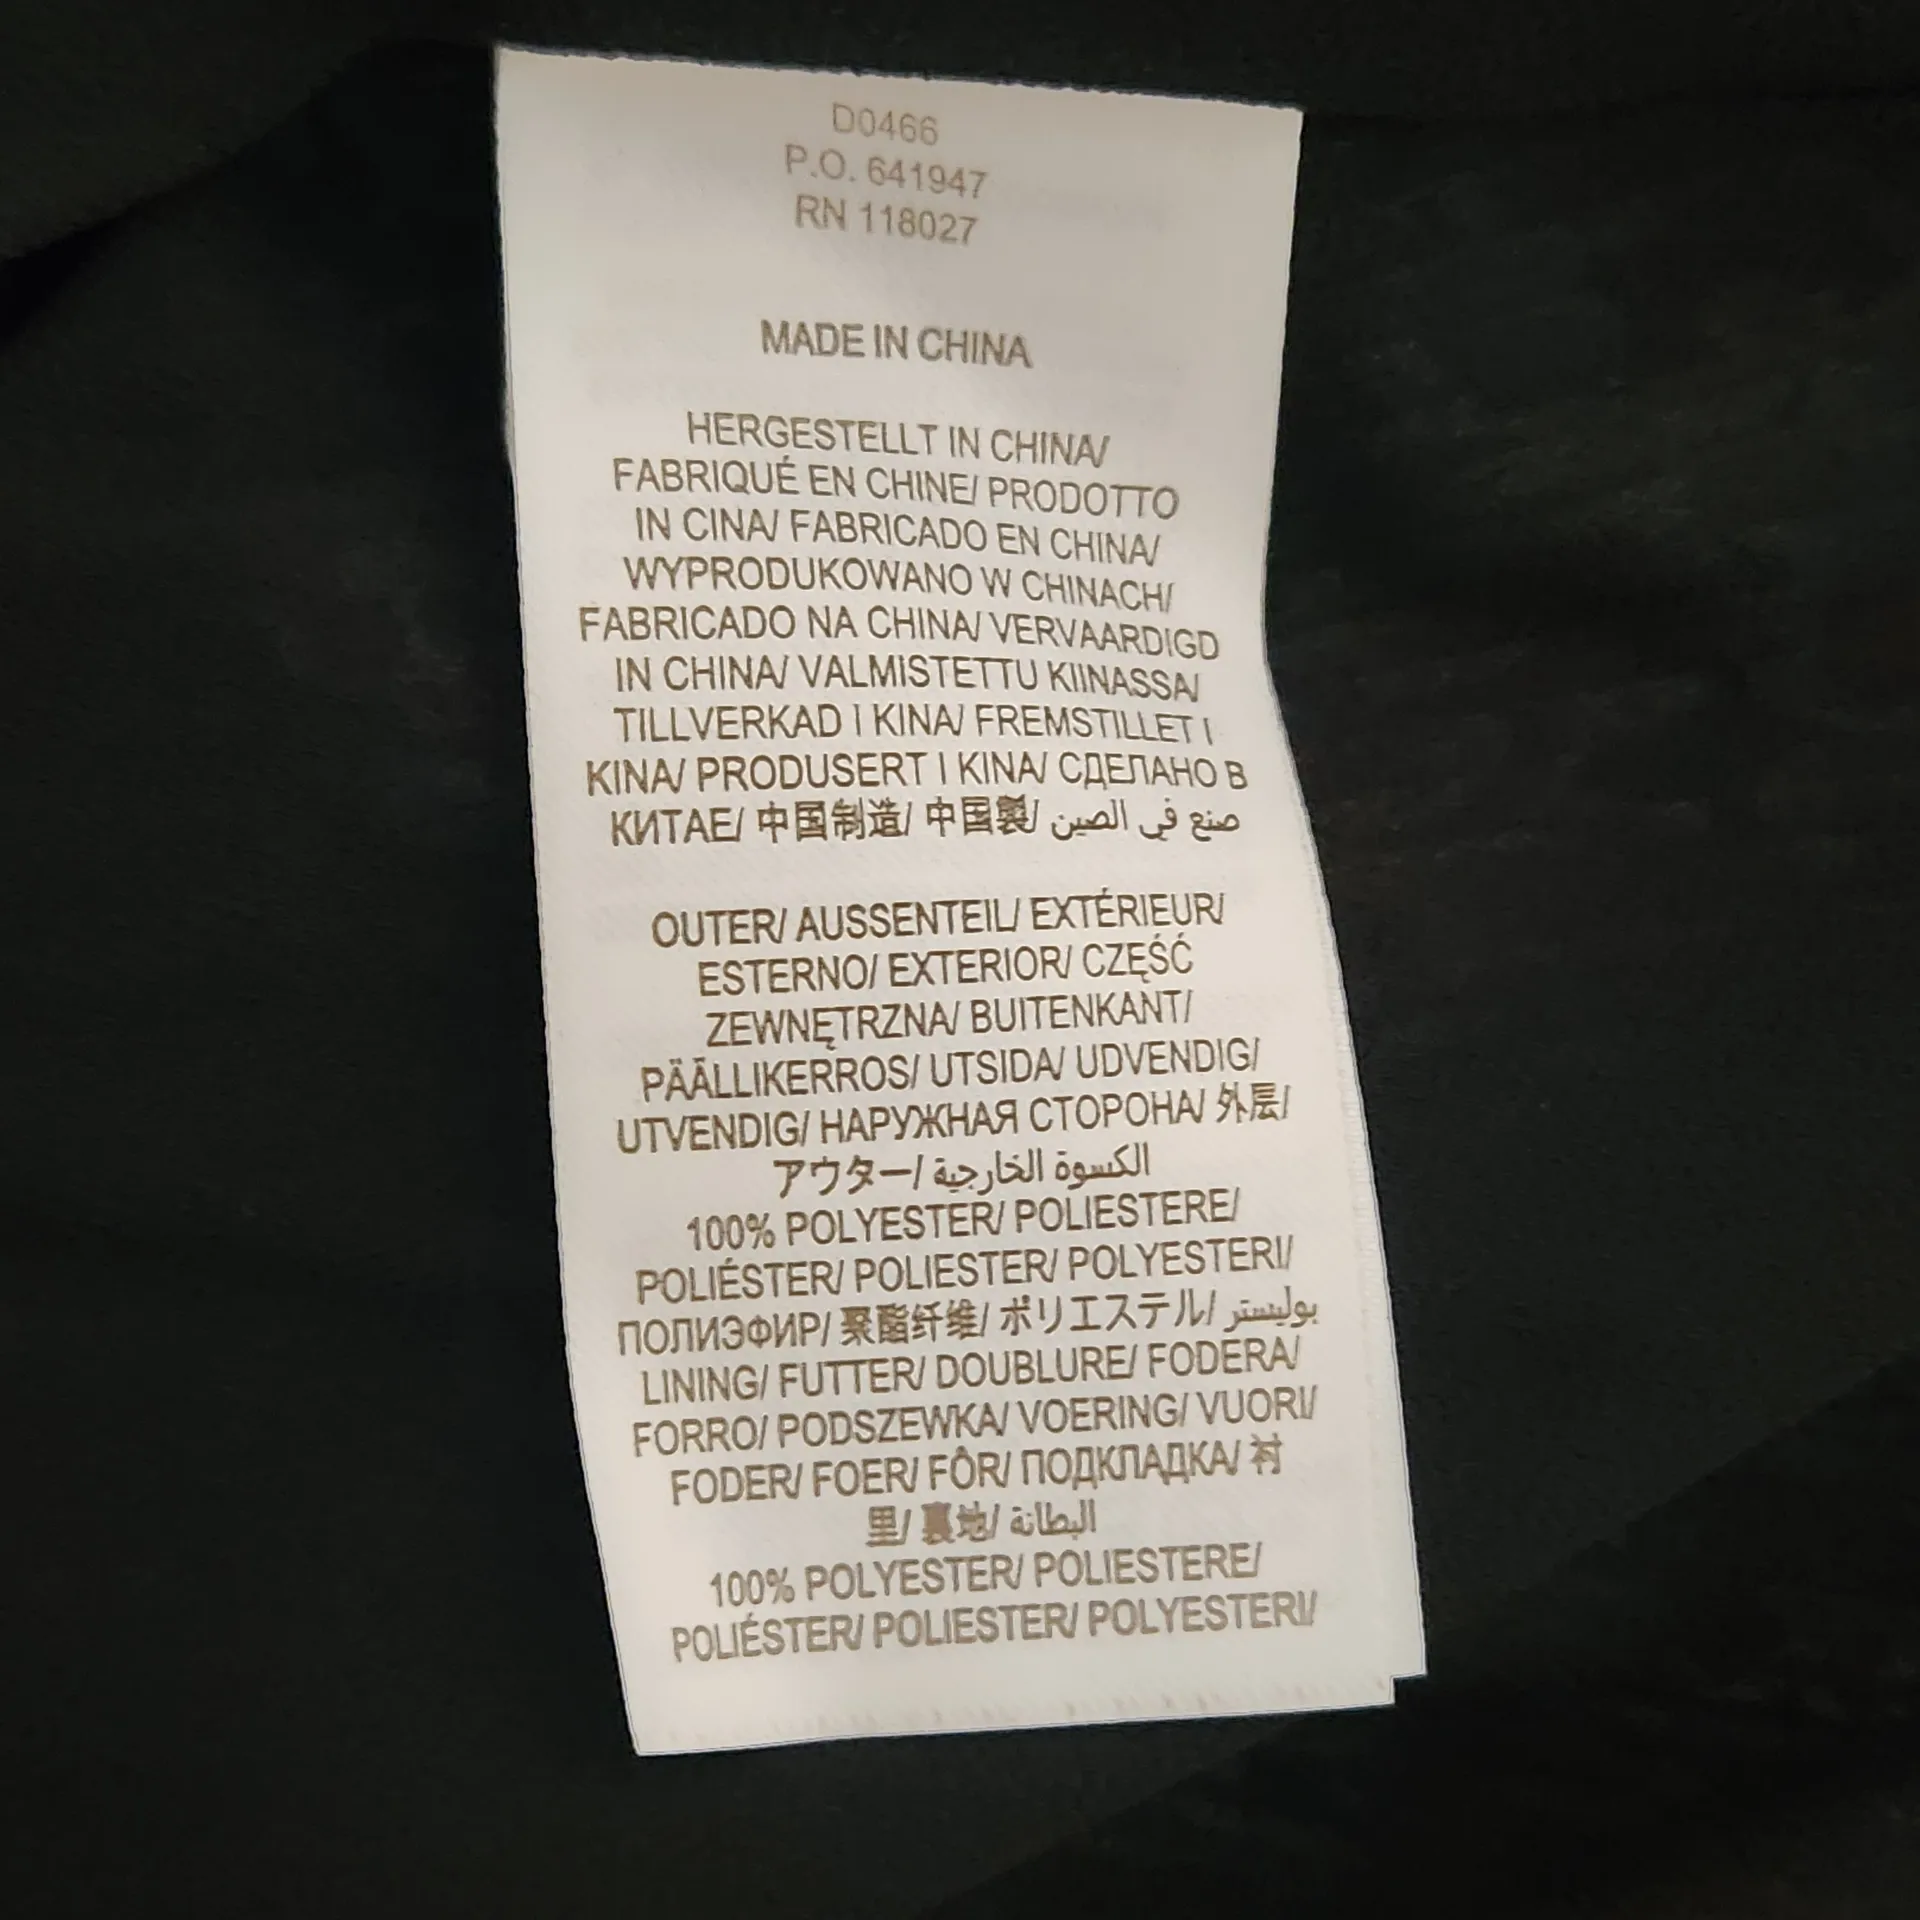 D0466
P.O. 641947
RN 118027
MADE IN CHINA
HERGESTELLT IN CHINA/
FABRIQUÉ EN CHINE/ PRODOTTO
IN CINA/ FABRICADO EN CHINA/
WYPRODUKOWANO W CHINACH/
FABRICADO NA CHINA/ VERVAARDIGD
IN CHINA/ VALMISTETTU KIINASSA/
TILLVERKAD I KINA/ FREMSTILLET I
KINA/ PRODUSERT I KINA/ СДЕЛАНО В
КИТАЕ/ 中国制造/ 中国製/ صنع في الصين
OUTER/ AUSSENTEIL/ EXTÉRIEUR/
ESTERNO/ EXTERIOR/ CZĘŚĆ
ZEWNĘTRZNA/ BUITENKANT/
PÄÄLLIKERROS/ UTSIDA/ UDVENDIG/
UTVENDIG/ НАРУЖНАЯ СТОРОНА/ 外层/
アウター/ الكسوة الخارجية
100% POLYESTER/ POLIESTERE/
POLIÉSTER/ POLIESTER/ POLYESTERI/
ПОЛИЭФИР/ 聚酯纤维/ ポリエステル/ بوليستر
LINING/ FUTTER/ DOUBLURE/ FODERA/
FORRO/ PODSZEWKA/ VOERING/ VUORI/
FODER/ FOER/ FÔR/ ПОДКЛАДКА/ 衬
里/ 裏地/ البطانة
100% POLYESTER/ POLIESTERE/
POLIÉSTER/ POLIESTER/ POLYESTERI/